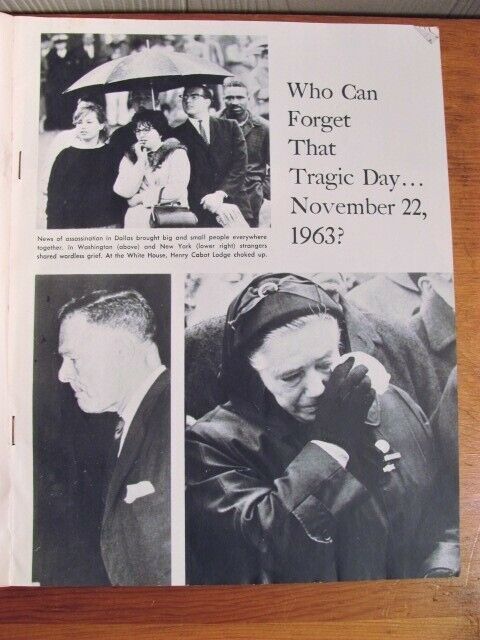 Who Can
Forget
That
Tragic Day...
November 22,
1963?
News of assassination in Dallas brought big and small people everywhere
together. In Washington (above) and New York (lower right) strangers
shared wordless grief. At the White House, Henry Cabot Lodge choked up.